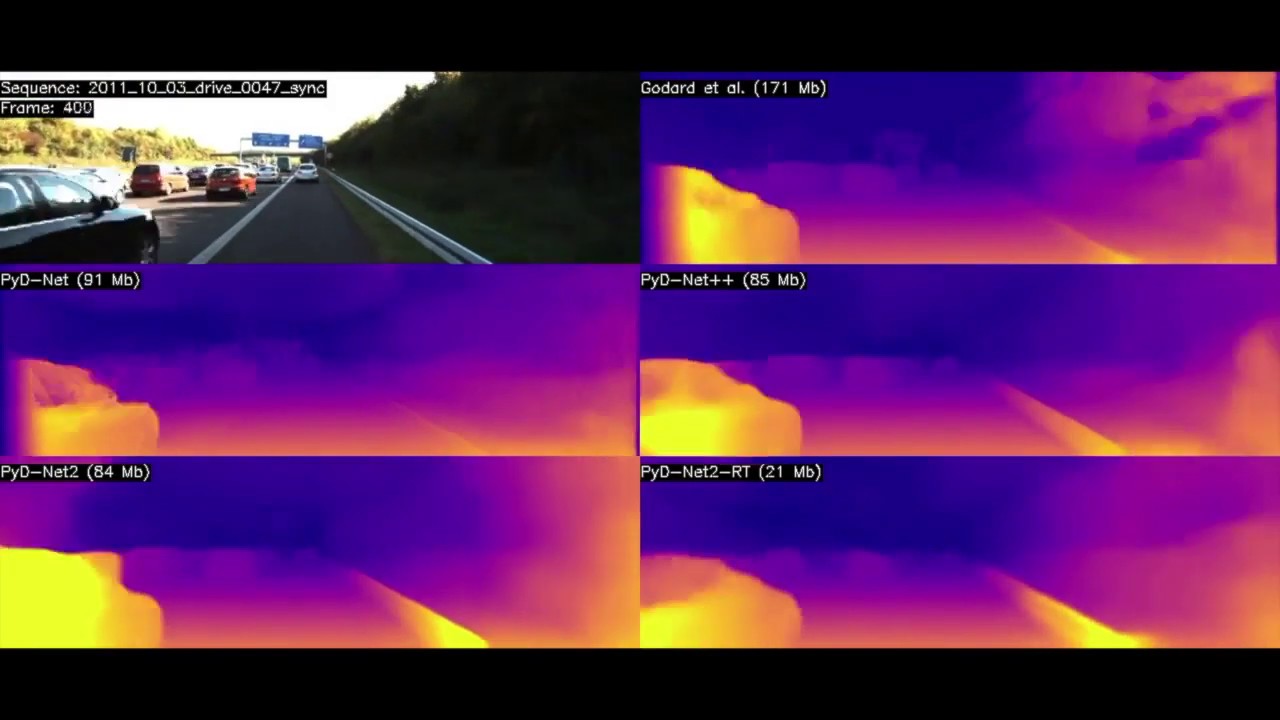 Sequence: 2011_10_03_drive_0047_sync
Frame: 400
Godard et al. (171 Mb)
PyD-Net (91 Mb)
PyD-Net++ (85 Mb)
PyD-Net2 (84 Mb)
PyD-Net2-RT (21 Mb)